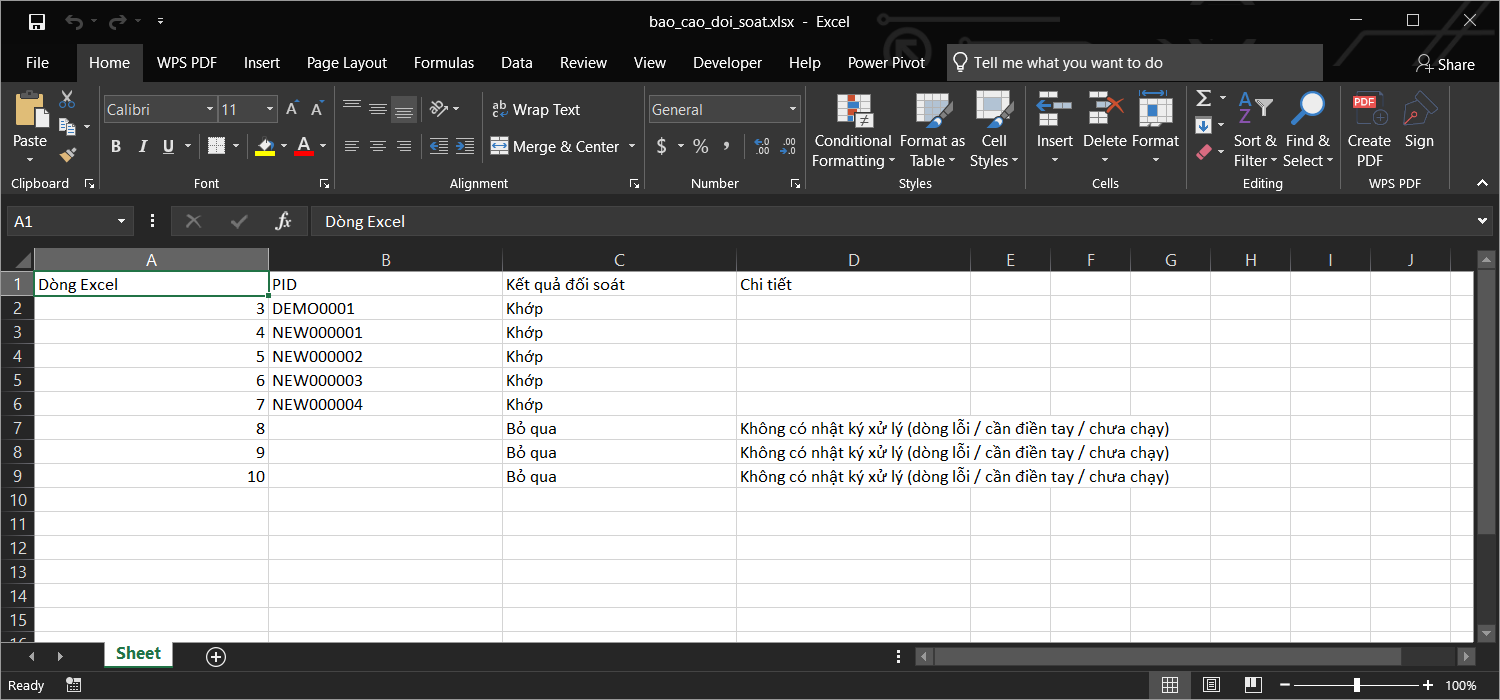 bao_cao_doi_soat.xlsx - Excel
File Home WPS PDF Insert Page Layout Formulas Data Review View Developer Help Power Pivot Tell me what you want to do Share
Calibri 11 Wrap Text General
Paste B I U Merge & Center $ % , Conditional Formatting Format as Table Cell Styles Insert Delete Format Sort & Filter Find & Select Create PDF Sign
Clipboard Font Alignment Number Styles Cells Editing WPS PDF
A1 fx Dòng Excel
A B C D E F G H I J
1 Dòng Excel PID Kết quả đối soát Chi tiết
2 3 DEMO0001 Khớp
3 4 NEW000001 Khớp
4 5 NEW000002 Khớp
5 6 NEW000003 Khớp
6 7 NEW000004 Khớp
7 8 Bỏ qua Không có nhật ký xử lý (dòng lỗi / cần điền tay / chưa chạy)
8 9 Bỏ qua Không có nhật ký xử lý (dòng lỗi / cần điền tay / chưa chạy)
9 10 Bỏ qua Không có nhật ký xử lý (dòng lỗi / cần điền tay / chưa chạy)
10
11
12
13
14
15
16
Sheet
Ready 100%